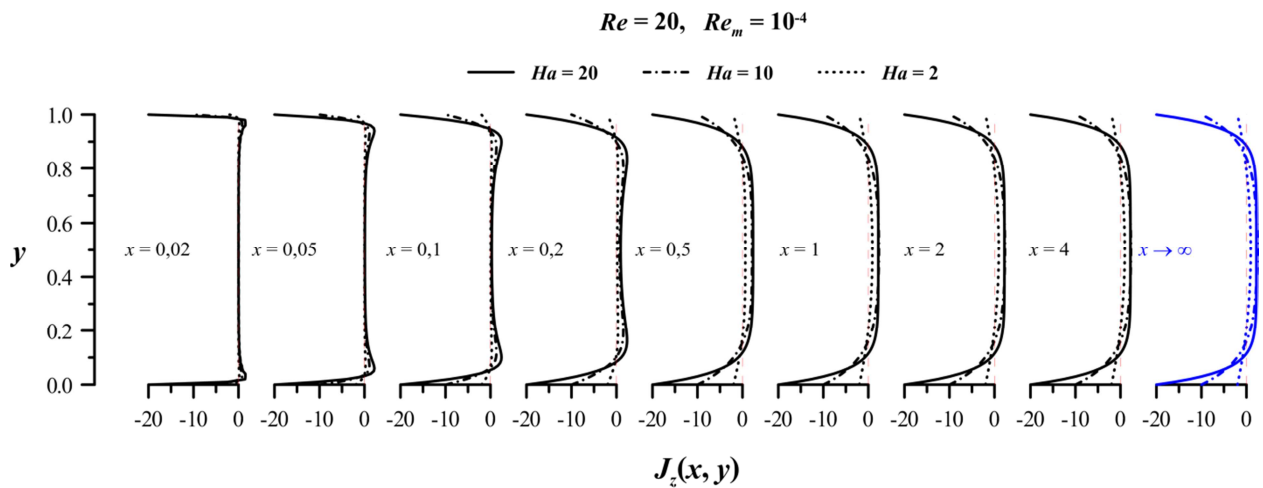 Re = 20, Re_m = 10^-4
Ha = 20 Ha = 10 Ha = 2
1.0
0.8
0.6
x = 0,02 x = 0,05 x = 0,1 x = 0,2 x = 0,5 x = 1 x = 2 x = 4 x → ∞
y
0.4
0.2
0.0
-20 -10 0 -20 -10 0 -20 -10 0 -20 -10 0 -20 -10 0 -20 -10 0 -20 -10 0 -20 -10 0 -20 -10 0
J_z(x, y)